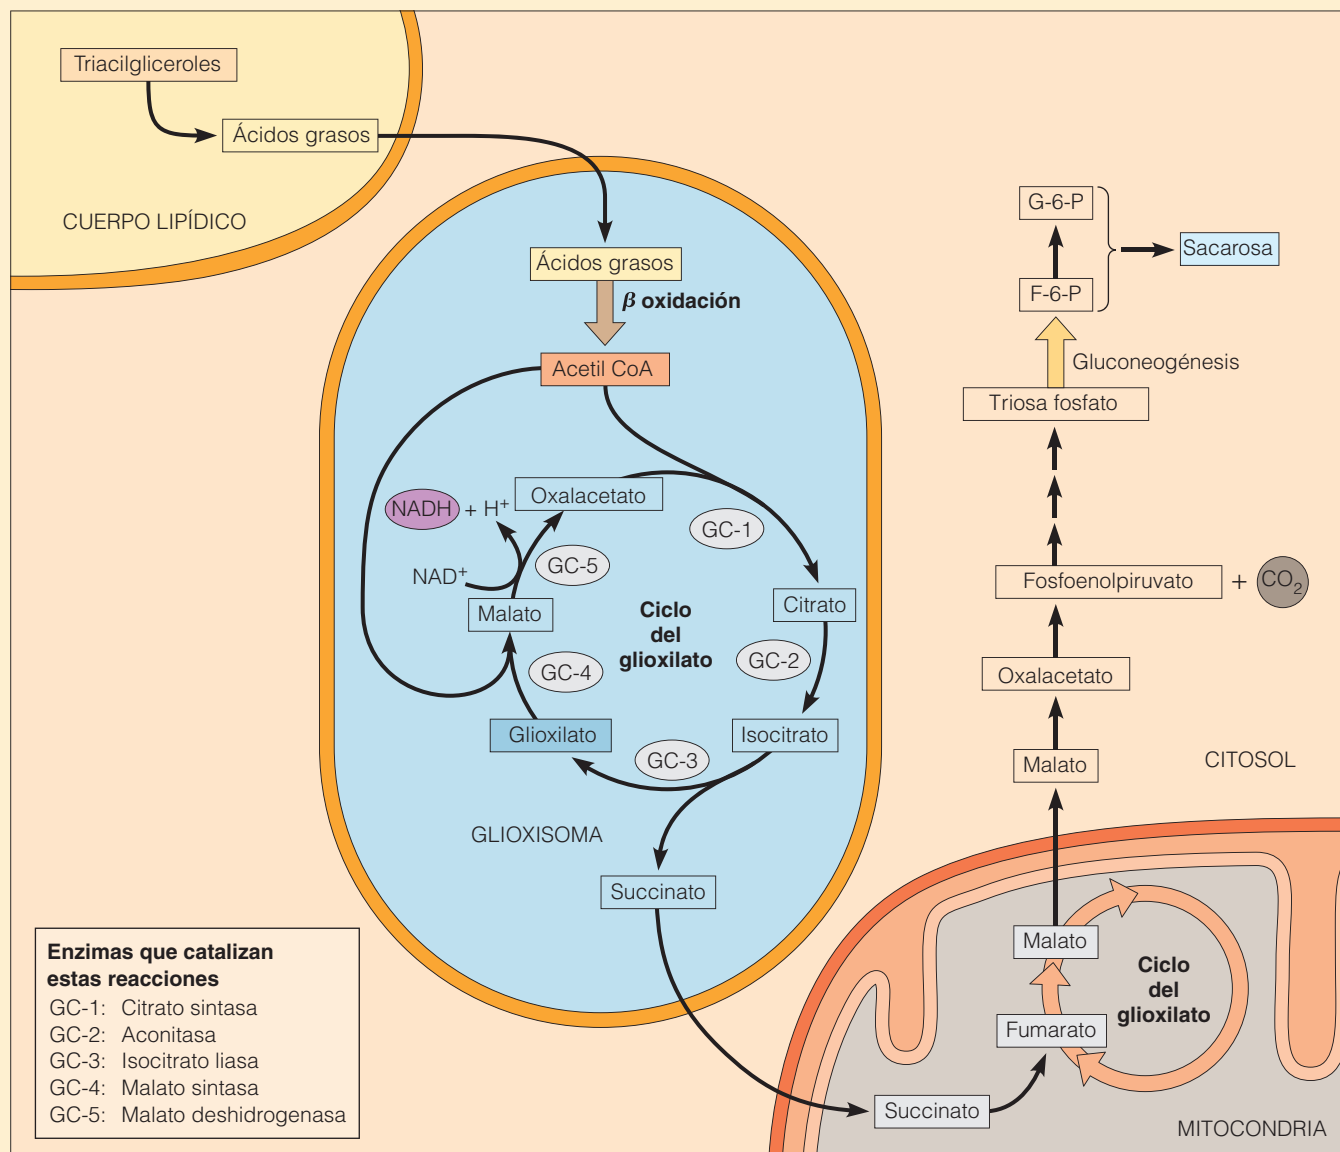 Triacilgliceroles
Ácidos grasos
CUERPO LIPÍDICO
Ácidos grasos
β oxidación
Acetil CoA
Oxalacetato
NADH + H+
NAD+
GC-1
GC-5
Malato
Citrato
Ciclo
del
glioxilato
GC-2
GC-4
Glioxilato
Isocitrato
GC-3
GLIOXISOMA
Succinato
G-6-P
Sacarosa
F-6-P
Gluconeogénesis
Triosa fosfato
Fosfoenolpiruvato + CO2
Oxalacetato
Malato
CITOSOL
Malato
Ciclo
del
glioxilato
Fumarato
Succinato
MITOCONDRIA
Enzimas que catalizan
estas reacciones
GC-1: Citrato sintasa
GC-2: Aconitasa
GC-3: Isocitrato liasa
GC-4: Malato sintasa
GC-5: Malato deshidrogenasa